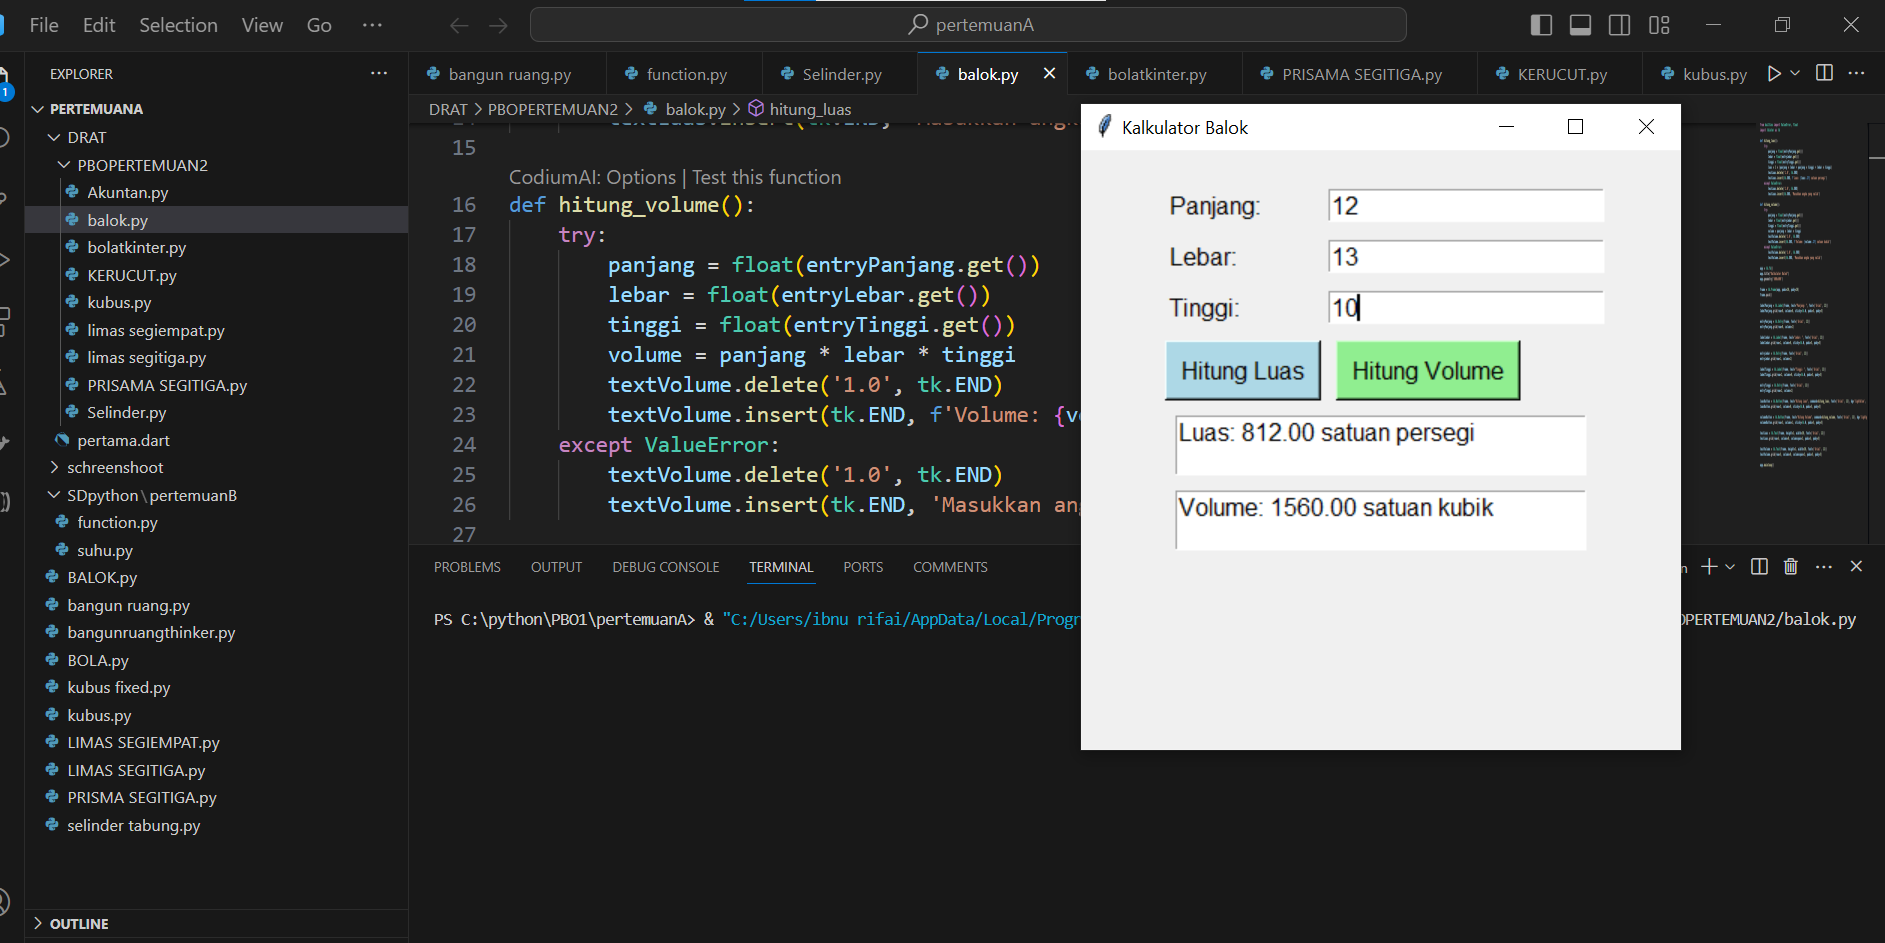 File Edit Selection View Go ···
pertemuanA
EXPLORER ···
1
PERTEMUANA
DRAT
PBOPERTEMUAN2
Akuntan.py
balok.py
bolatkinter.py
KERUCUT.py
kubus.py
limas segiempat.py
limas segitiga.py
PRISAMA SEGITIGA.py
Selinder.py
pertama.dart
schreenshoot
SDpython\pertemuanB
function.py
suhu.py
BALOK.py
bangun ruang.py
bangunruangthinker.py
BOLA.py
kubus fixed.py
kubus.py
LIMAS SEGIEMPAT.py
LIMAS SEGITIGA.py
PRISMA SEGITIGA.py
selinder tabung.py
OUTLINE
bangun ruang.py function.py Selinder.py balok.py bolatkinter.py PRISAMA SEGITIGA.py KERUCUT.py kubus.py ···
DRAT > PBOPERTEMUAN2 > balok.py > hitung_luas
15
CodiumAI: Options | Test this function
16 def hitung_volume():
17 try:
18 panjang = float(entryPanjang.get())
19 lebar = float(entryLebar.get())
20 tinggi = float(entryTinggi.get())
21 volume = panjang * lebar * tinggi
22 textVolume.delete('1.0', tk.END)
23 textVolume.insert(tk.END, f'Volume: {v
24 except ValueError:
25 textVolume.delete('1.0', tk.END)
26 textVolume.insert(tk.END, 'Masukkan an
27
PROBLEMS OUTPUT DEBUG CONSOLE TERMINAL PORTS COMMENTS
PS C:\python\PBO1\pertemuanA> & "C:/Users/ibnu rifai/AppData/Local/Progr
OPERTEMUAN2/balok.py
Kalkulator Balok
Panjang: 12
Lebar: 13
Tinggi: 10
Hitung Luas Hitung Volume
Luas: 812.00 satuan persegi
Volume: 1560.00 satuan kubik